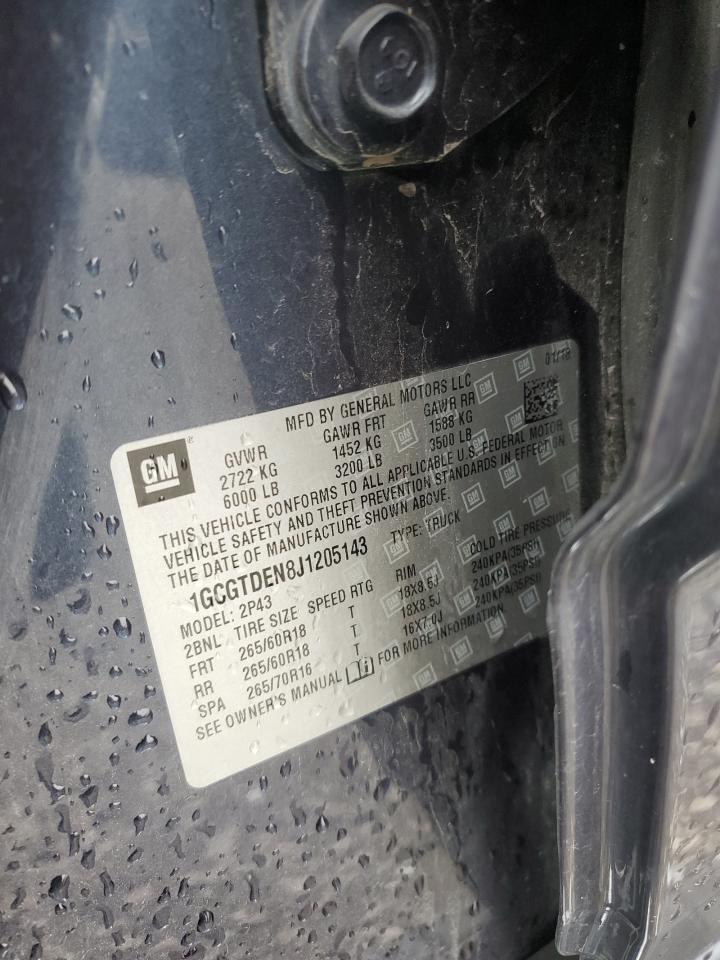 01/18
MFD BY GENERAL MOTORS LLC
GM ®
GVWR GAWR FRT GAWR RR
2722 KG 1452 KG 1588 KG
6000 LB 3200 LB 3500 LB
THIS VEHICLE CONFORMS TO ALL APPLICABLE U.S. FEDERAL MOTOR
VEHICLE SAFETY AND THEFT PREVENTION STANDARDS IN EFFECT ON
THE DATE OF MANUFACTURE SHOWN ABOVE.
1GCGTDEN8J1205143 TYPE: TRUCK
MODEL: 2P43
2BNL TIRE SIZE SPEED RTG RIM COLD TIRE PRESSURE
FRT 265/60R18 T 18X8.5J 240KPA(35PSI)
RR 265/60R18 T 18X8.5J 240KPA(35PSI)
SPA 265/70R16 T 16X7.0J 240KPA(35PSI)
SEE OWNER'S MANUAL FOR MORE INFORMATION